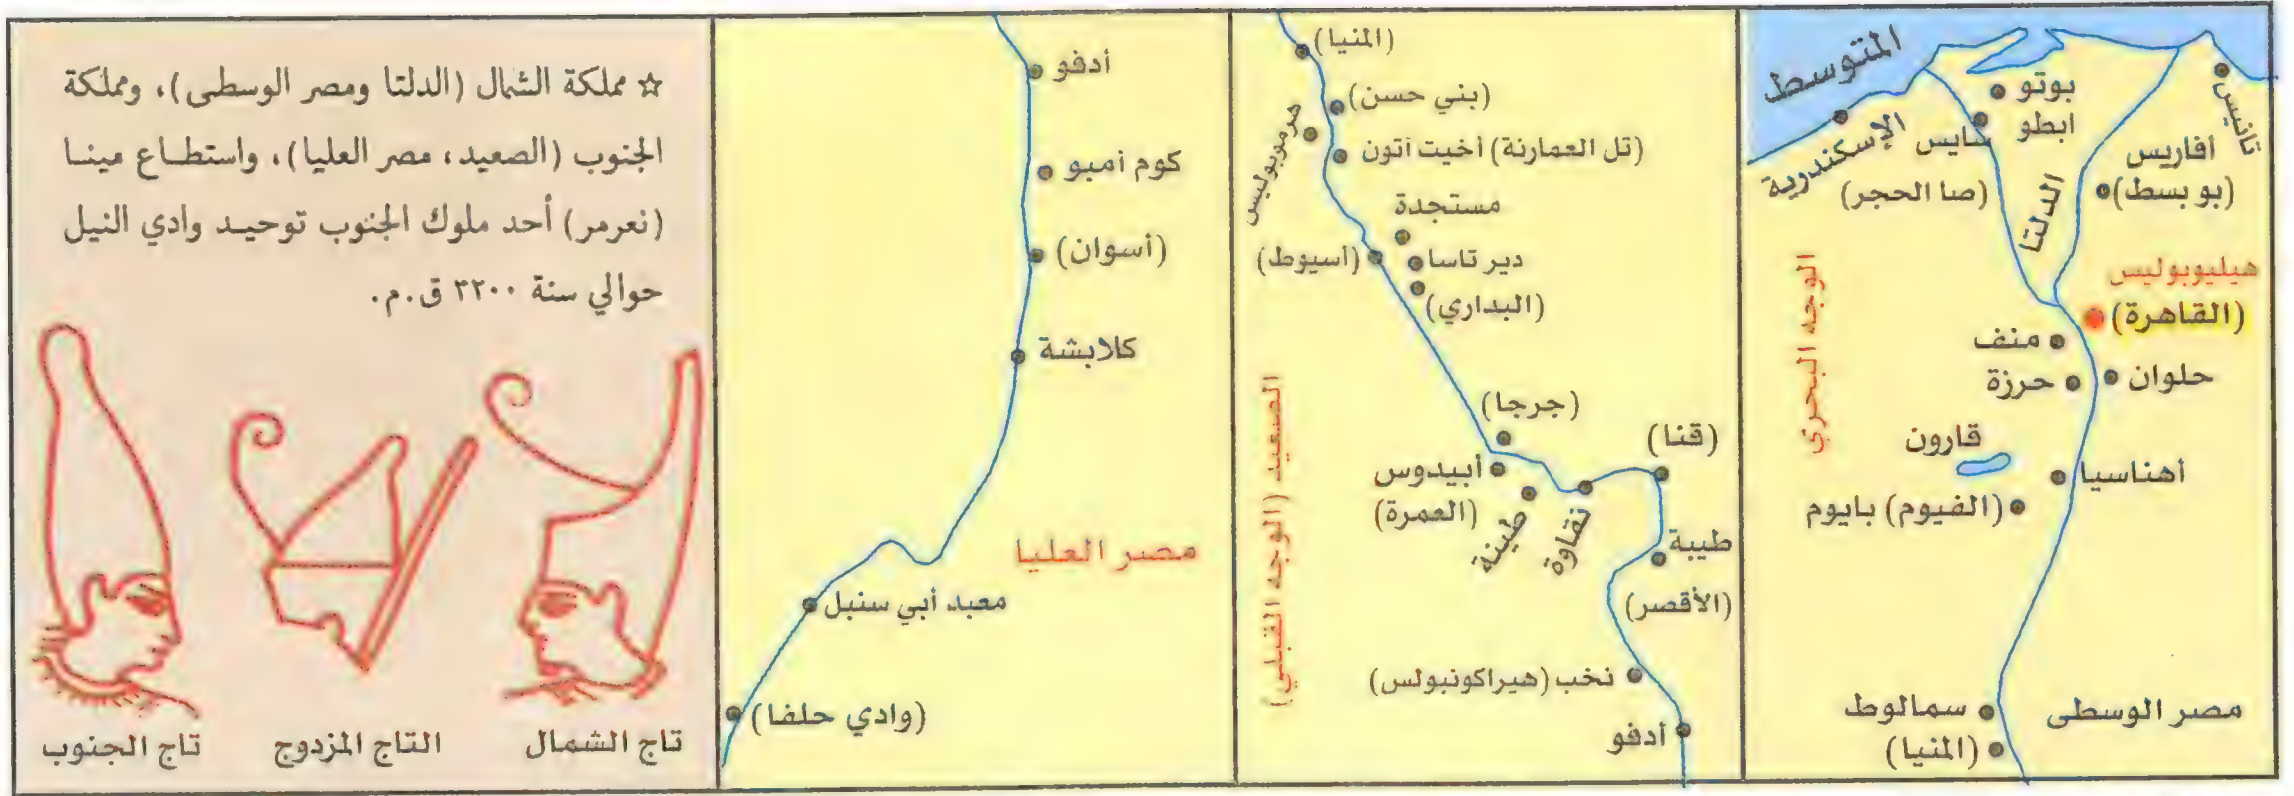 المتوسط
الإسكندرية
بوتو
ابطو
سايس
(صا الحجر)
الدلتا
تانيس
أفاريس
(بو بسط)
هيليوبوليس
(القاهرة)
الوجه البحري
منف
حلوان
حرزة
قارون
أهناسيا
(الفيوم) بايوم
سمالوط
مصر الوسطى
(المنيا)
(المنيا)
(بني حسن)
هرموبوليس
(تل العمارنة) أخيت آتون
مستجدة
(أسيوط)
دير تاسا
(البداري)
الصعيد (الوجه القبلي)
(جرجا)
(قنا)
أبيدوس
(العمرة)
طينة
نقاوة
طيبة
(الأقصر)
نخب (هيراكونبولس)
أدفو
أدفو
كوم أمبو
(أسوان)
كلابشة
مصر العليا
معبد أبي سنبل
(وادي حلفا)
☆ مملكة الشمال (الدلتا ومصر الوسطى)، ومملكة
الجنوب (الصعيد، مصر العليا)، واستطاع مينا
(نعرمر) أحد ملوك الجنوب توحيد وادي النيل
حوالي سنة ٣٢٠٠ ق.م.
تاج الشمال
التاج المزدوج
تاج الجنوب